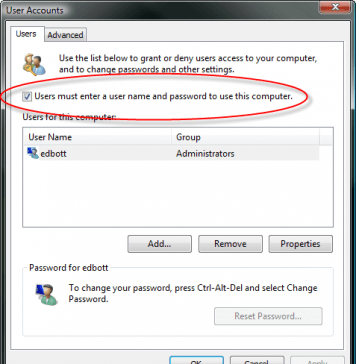 User Accounts
Users
Advanced
Use the list below to grant or deny users access to your computer,
and to change passwords and other settings.
Users must enter a user name and password to use this computer.
Users for this computer:
User Name
Group
edbott
Administrators
Add...
Remove
Properties
Password for edbott
To change your password, press Ctrl-Alt-Del and select Change
Password.
Reset Password...
OK
Cancel
Apply